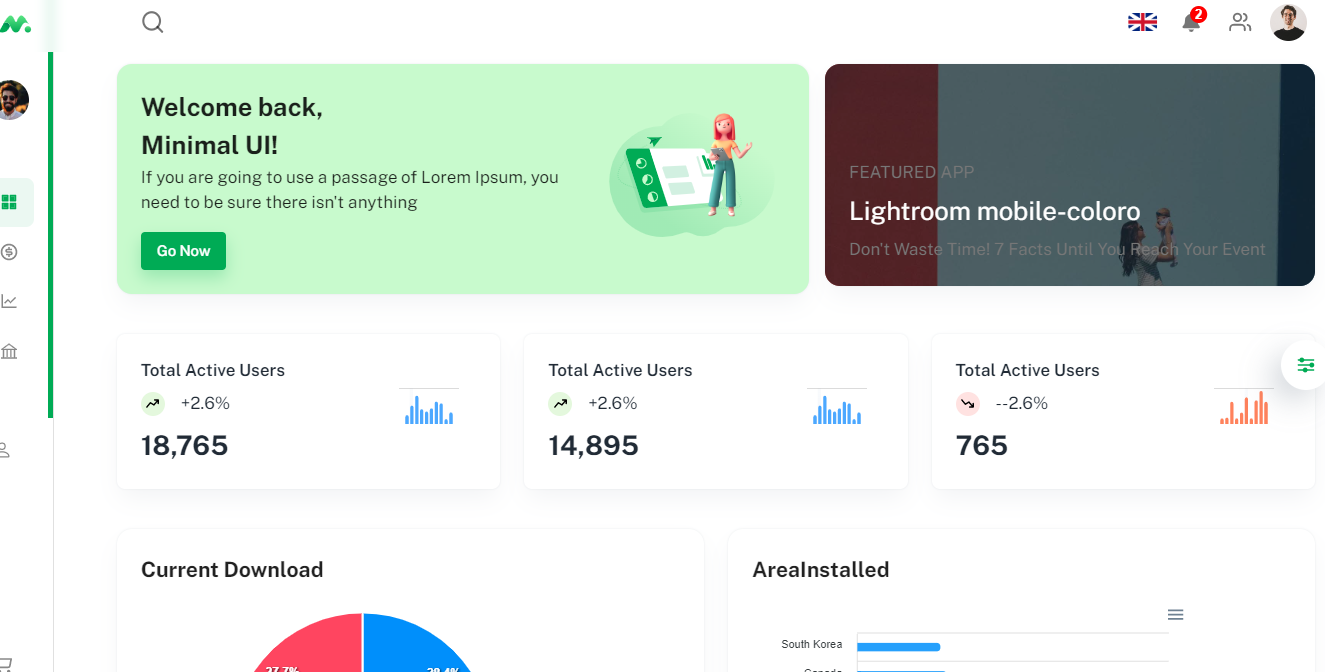 2
Welcome back,
Minimal UI!
If you are going to use a passage of Lorem Ipsum, you
need to be sure there isn't anything
Go Now
FEATURED APP
Lightroom mobile-coloro
Don't Waste Time! 7 Facts Until You Reach Your Event
Total Active Users
+2.6%
18,765
Total Active Users
+2.6%
14,895
Total Active Users
--2.6%
765
Current Download
27.7%
28.4%
AreaInstalled
South Korea
Canada